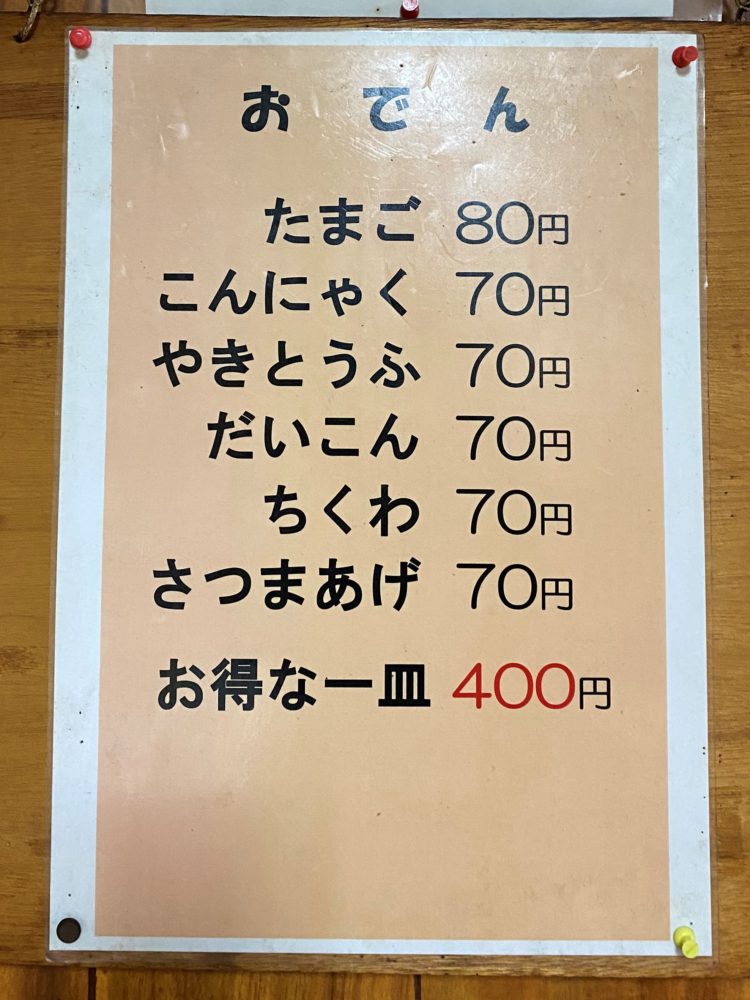 おでん
たまご 80円
こんにゃく 70円
やきとうふ 70円
だいこん 70円
ちくわ 70円
さつまあげ 70円
お得な一皿 400円